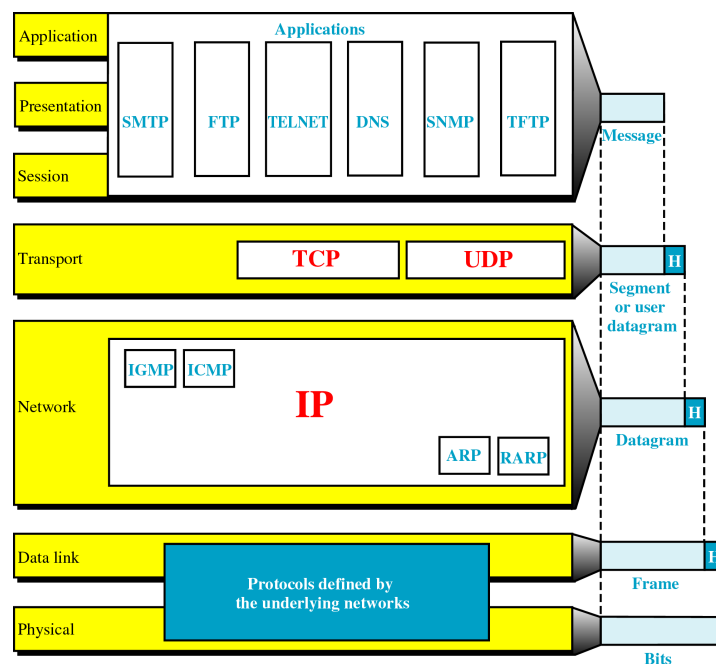 Application
Applications
Presentation
SMTP FTP TELNET DNS SNMP TFTP
Message
Session
Transport
TCP UDP
H
Segment
or user
datagram
IGMP ICMP
Network
IP
H
Datagram
ARP RARP
Data link
H
Protocols defined by
the underlying networks
Frame
Physical
Bits